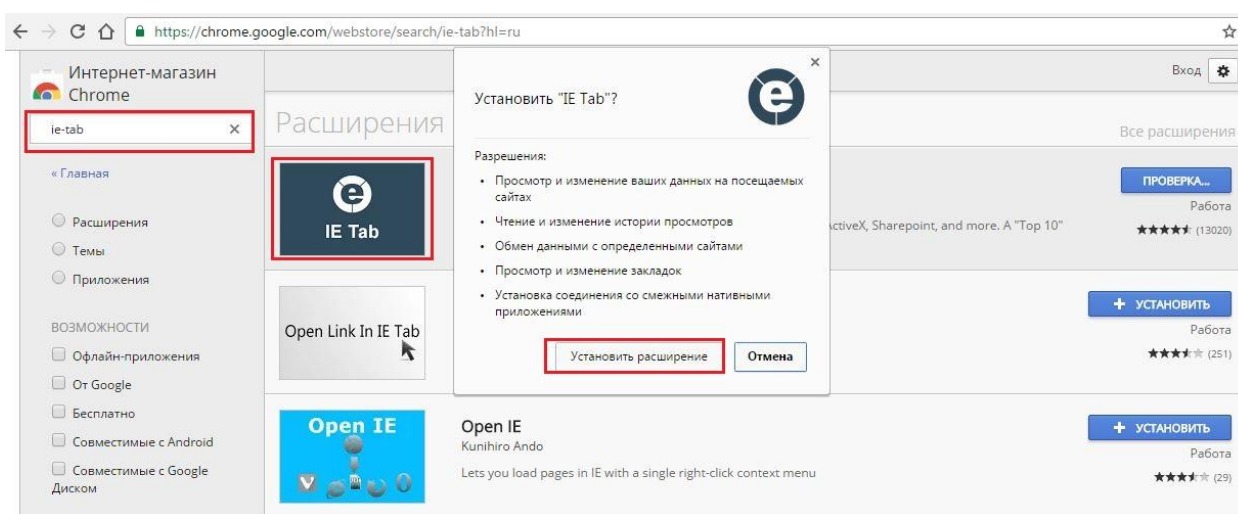 https://chrome.google.com/webstore/search/ie-tab?hl=ru
Интернет-магазин
Chrome
ie-tab
« Главная
Расширения
Темы
Приложения
ВОЗМОЖНОСТИ
Офлайн-приложения
От Google
Бесплатно
Совместимые с Android
Совместимые с Google
Диском
Вход
Расширения
Все расширения
IE Tab
Установить "IE Tab"?
Разрешения:
• Просмотр и изменение ваших данных на посещаемых
сайтах
• Чтение и изменение истории просмотров
• Обмен данными с определенными сайтами
• Просмотр и изменение закладок
• Установка соединения со смежными нативными
приложениями
Установить расширение
Отмена
ActiveX, Sharepoint, and more. A "Top 10"
ПРОВЕРКА...
Работа
(13020)
Open Link In IE Tab
+ УСТАНОВИТЬ
Работа
(251)
Open IE
Open IE
Kunihiro Ando
Lets you load pages in IE with a single right-click context menu
+ УСТАНОВИТЬ
Работа
(29)